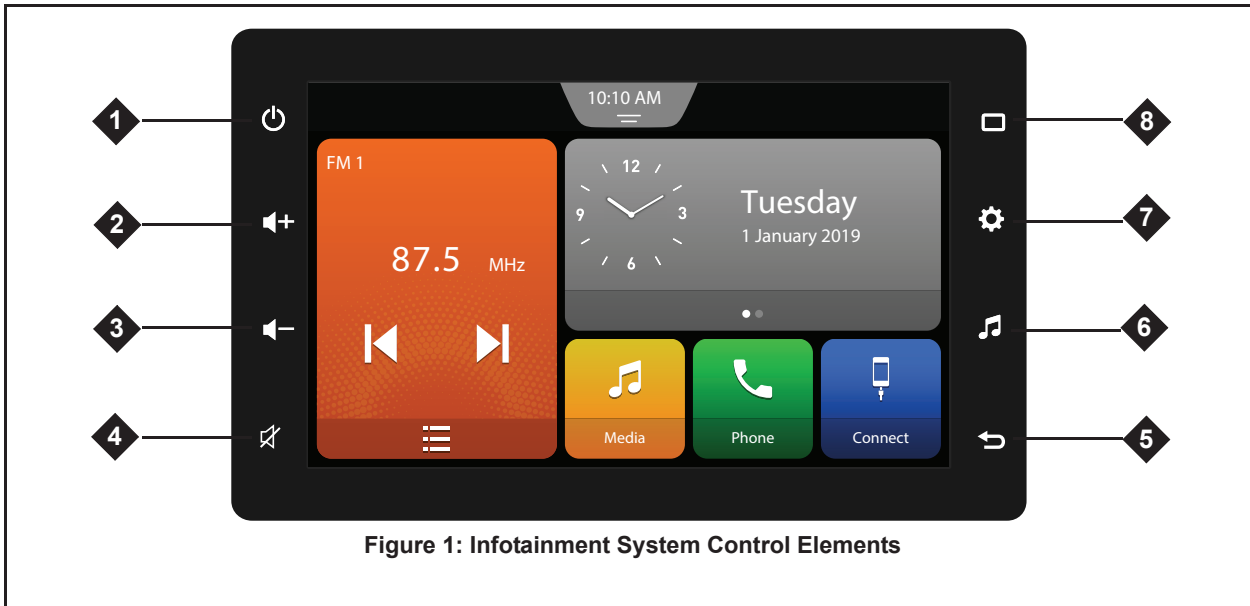 10:10 AM
1
8
FM 1
12
9
3
6
Tuesday
1 January 2019
2
7
87.5 MHz
3
6
Media
Phone
Connect
4
5
Figure 1: Infotainment System Control Elements